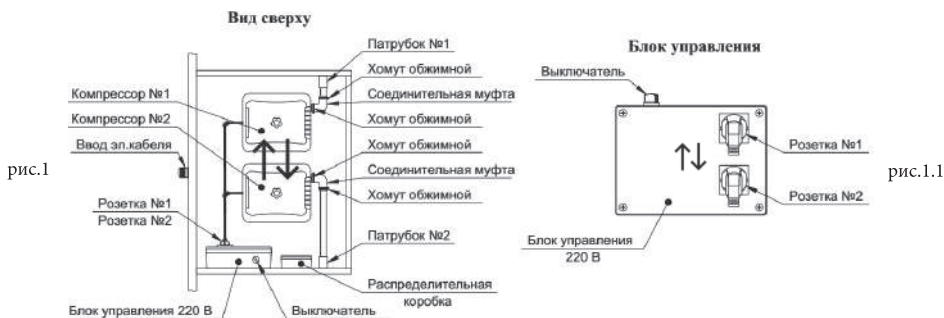 Вид сверху
Патрубок №1
Хомут обжимной
Соединительная муфта
Хомут обжимной
Хомут обжимной
Соединительная муфта
Хомут обжимной
Патрубок №2
Распределительная
коробка
Компрессор №1
Компрессор №2
Ввод эл.кабеля
рис.1
Розетка №1
Розетка №2
Блок управления 220 В
Выключатель
Блок управления
Выключатель
Розетка №1
рис.1.1
Розетка №2
Блок управления
220 В